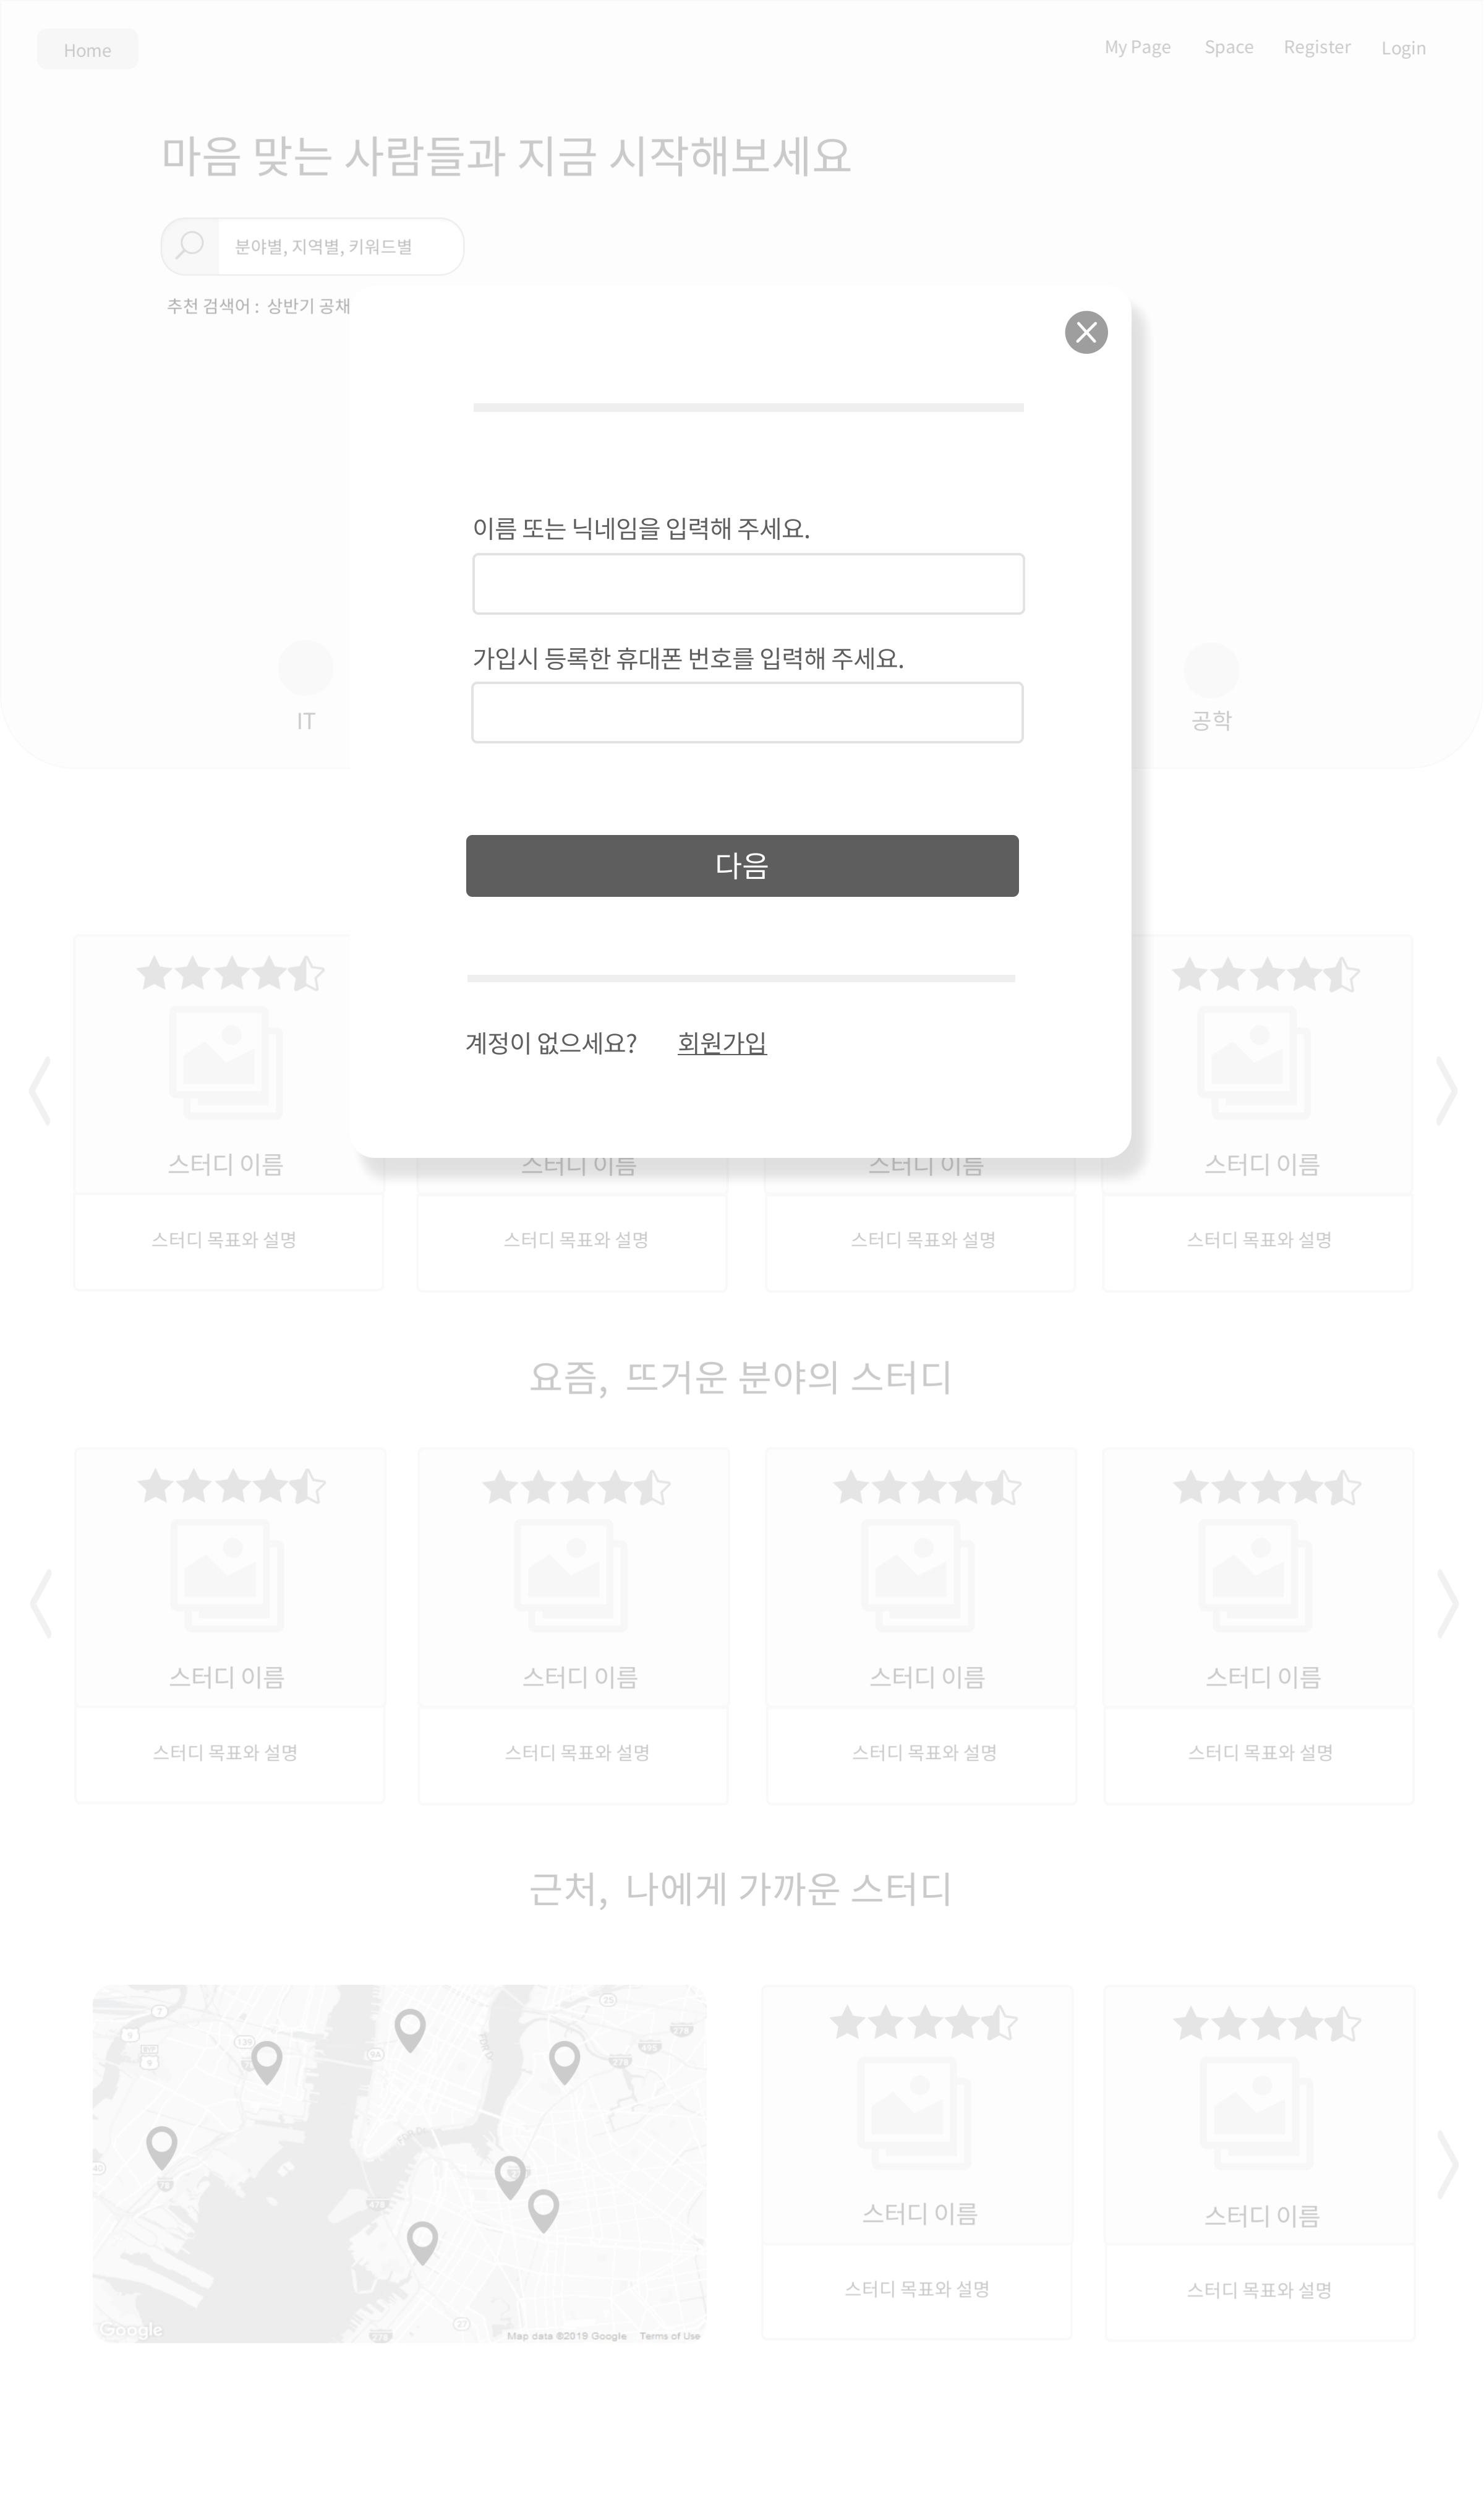 Home
My Page
Space
Register
Login
마음 맞는 사람들과 지금 시작해보세요
분야별, 지역별, 키워드별
추천 검색어 : 상반기 공채
이름 또는 닉네임을 입력해 주세요.
가입시 등록한 휴대폰 번호를 입력해 주세요.
IT
공학
다음
계정이 없으세요? 회원가입
스터디 이름
스터디 이름
스터디 이름
스터디 이름
스터디 목표와 설명
스터디 목표와 설명
스터디 목표와 설명
스터디 목표와 설명
요즘, 뜨거운 분야의 스터디
스터디 이름
스터디 이름
스터디 이름
스터디 이름
스터디 목표와 설명
스터디 목표와 설명
스터디 목표와 설명
스터디 목표와 설명
근처, 나에게 가까운 스터디
7
25
9
139
278
9
9A
495
278
78
478
27
278
Google
Map data ©2019 Google Terms of Use
스터디 이름
스터디 이름
스터디 목표와 설명
스터디 목표와 설명